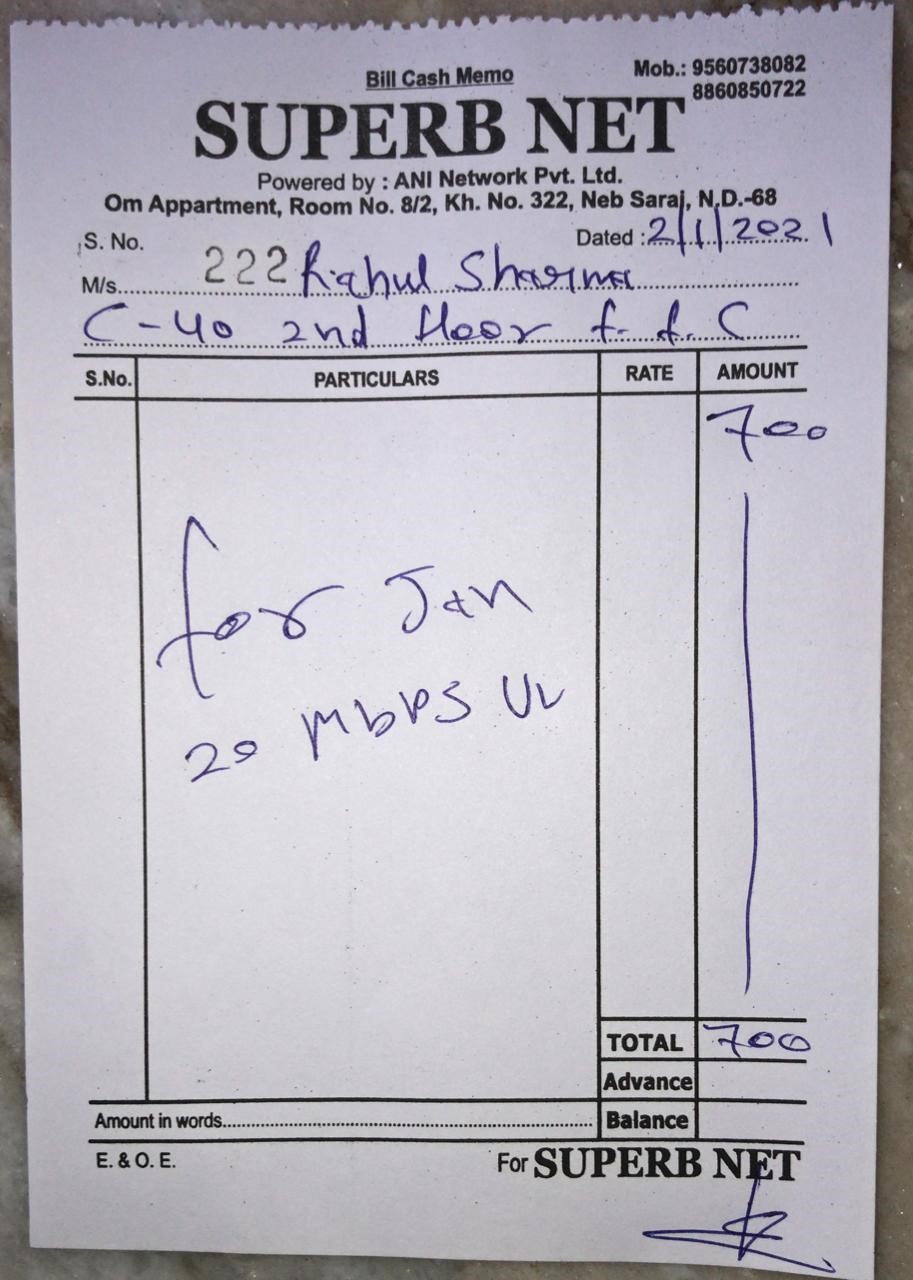 Bill Cash Memo
Mob.: 9560738082
8860850722
SUPERB NET
Powered by : ANI Network Pvt. Ltd.
Om Appartment, Room No. 8/2, Kh. No. 322, Neb Saraj, N.D.-68
S. No. 222 Dated : 2/1/2021
M/s. Rahul Sharma
C-40 2nd floor f. f. C
S.No. PARTICULARS RATE AMOUNT
700
for Jan
20 MbPS UL
TOTAL 700
Advance
Amount in words Balance
E. & O. E. For SUPERB NET